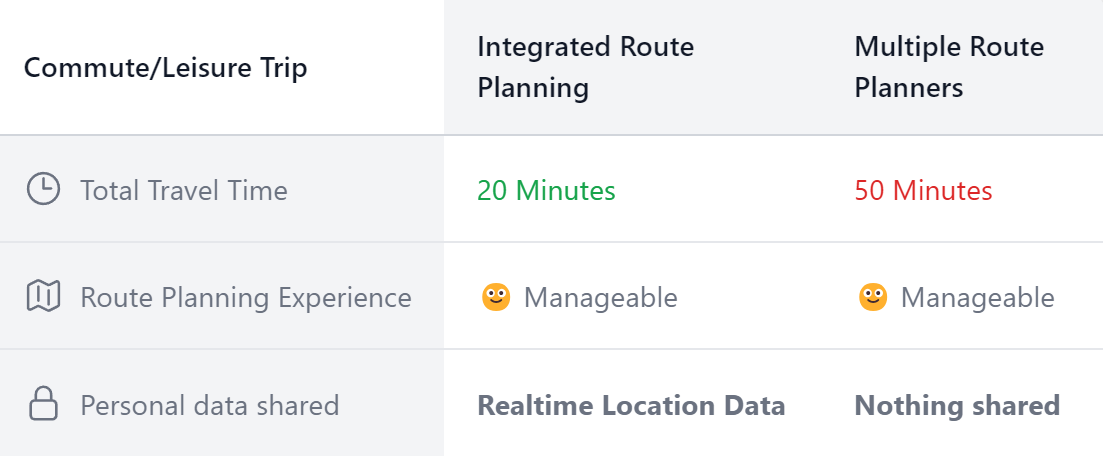 Commute/Leisure Trip
Integrated Route
Planning
Multiple Route
Planners
Total Travel Time
20 Minutes
50 Minutes
Route Planning Experience
Manageable
Manageable
Personal data shared
Realtime Location Data
Nothing shared